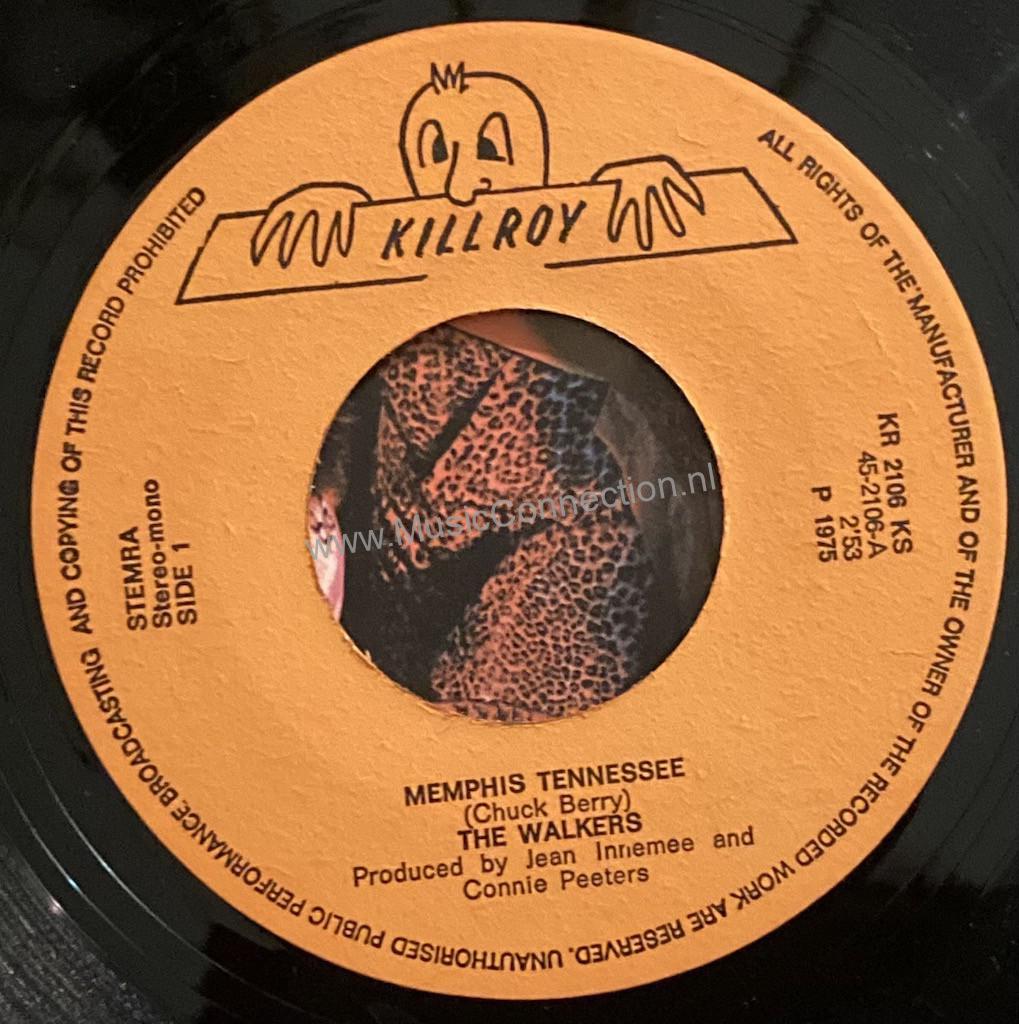 KILLROY
ALL RIGHTS OF THE MANUFACTURER AND OF THE OWNER OF THE RECORDED WORK ARE RESERVED. UNAUTHORISED PUBLIC PERFORMANCE BROADCASTING AND COPYING OF THIS RECORD PROHIBITED
STEMRA
Stereo-mono
SIDE 1
KR 2106 KS
45-2106-A
2'53
P 1975
www.MusicConnection.nl
MEMPHIS TENNESSEE
(Chuck Berry)
THE WALKERS
Produced by Jean Innemee and
Connie Peeters